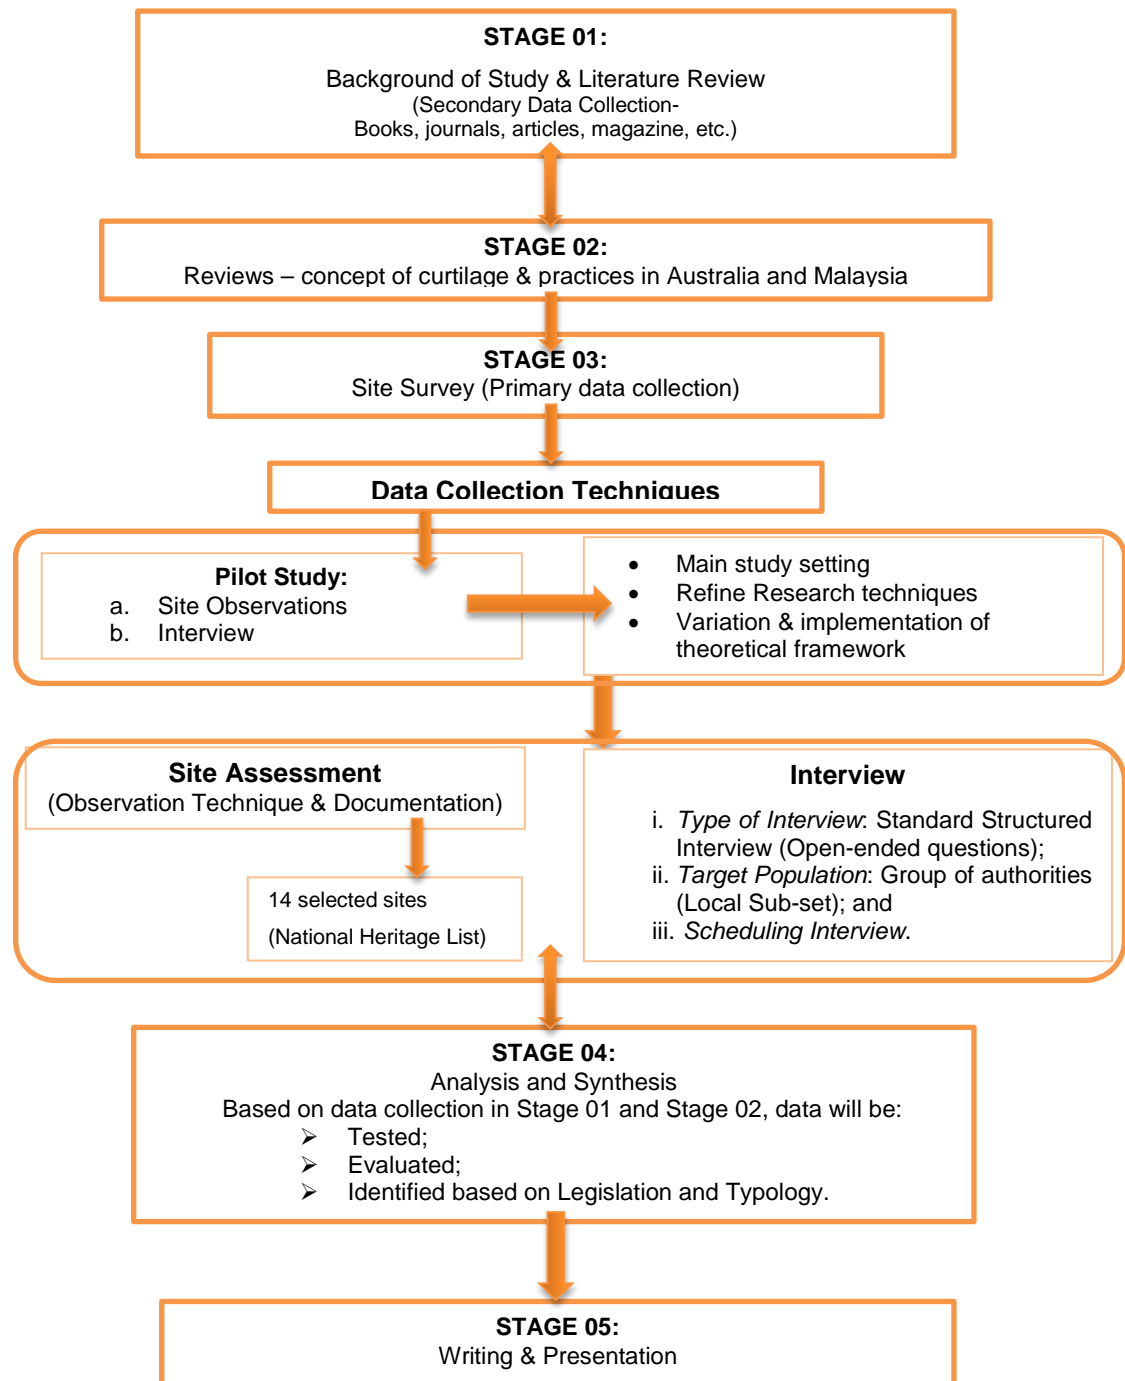 STAGE 01:
Background of Study & Literature Review
(Secondary Data Collection-
Books, journals, articles, magazine, etc.)
STAGE 02:
Reviews – concept of curtilage & practices in Australia and Malaysia
STAGE 03:
Site Survey (Primary data collection)
Data Collection Techniques
Pilot Study:
a. Site Observations
b. Interview
• Main study setting
• Refine Research techniques
• Variation & implementation of
theoretical framework
Site Assessment
(Observation Technique & Documentation)
14 selected sites
(National Heritage List)
Interview
i. Type of Interview: Standard Structured
Interview (Open-ended questions);
ii. Target Population: Group of authorities
(Local Sub-set); and
iii. Scheduling Interview.
STAGE 04:
Analysis and Synthesis
Based on data collection in Stage 01 and Stage 02, data will be:
➢ Tested;
➢ Evaluated;
➢ Identified based on Legislation and Typology.
STAGE 05:
Writing & Presentation